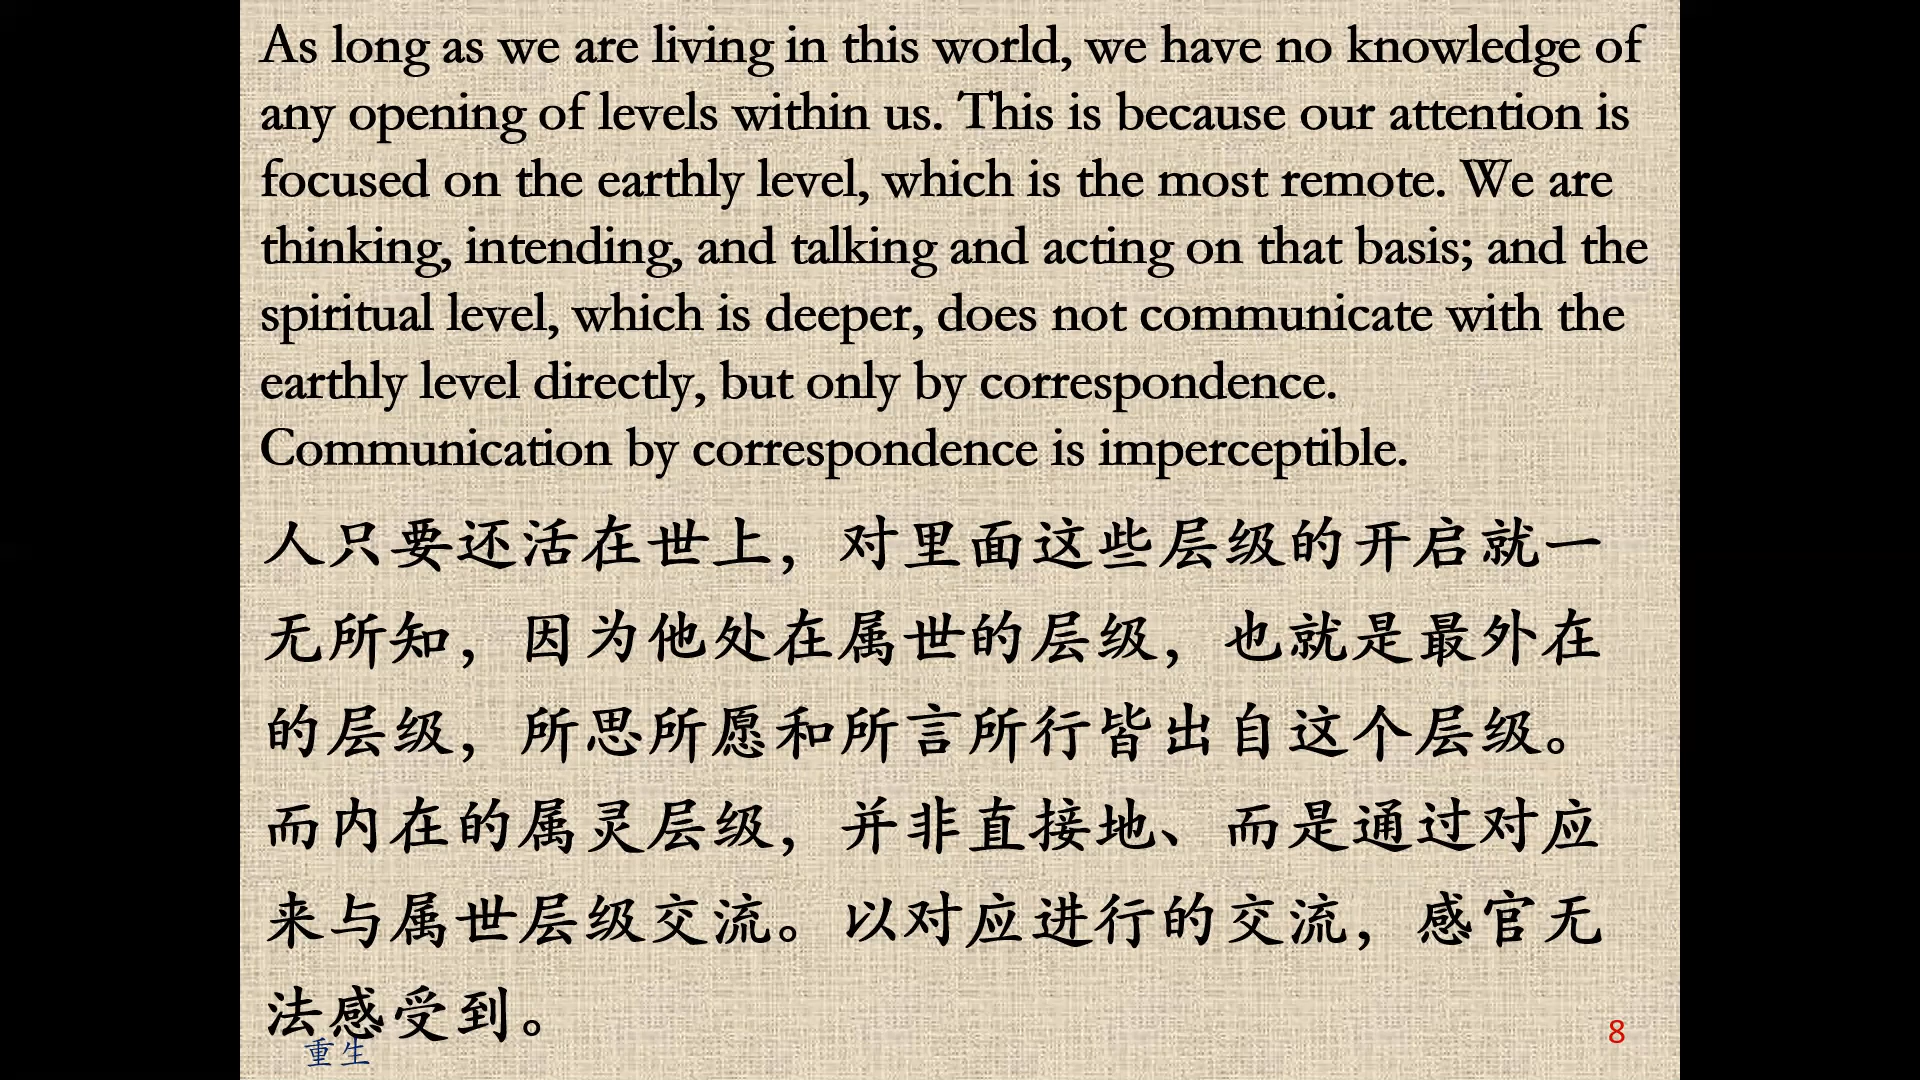 As long as we are living in this world, we have no knowledge of
any opening of levels within us. This is because our attention is
focused on the earthly level, which is the most remote. We are
thinking, intending, and talking and acting on that basis; and the
spiritual level, which is deeper, does not communicate with the
earthly level directly, but only by correspondence.
Communication by correspondence is imperceptible.
人只要还活在世上，对里面这些层级的开启就一
无所知，因为他处在属世的层级，也就是最外在
的层级，所思所愿和所言所行皆出自这个层级。
而内在的属灵层级，并非直接地、而是通过对应
来与属世层级交流。以对应进行的交流，感官无
法感受到。
重生
8